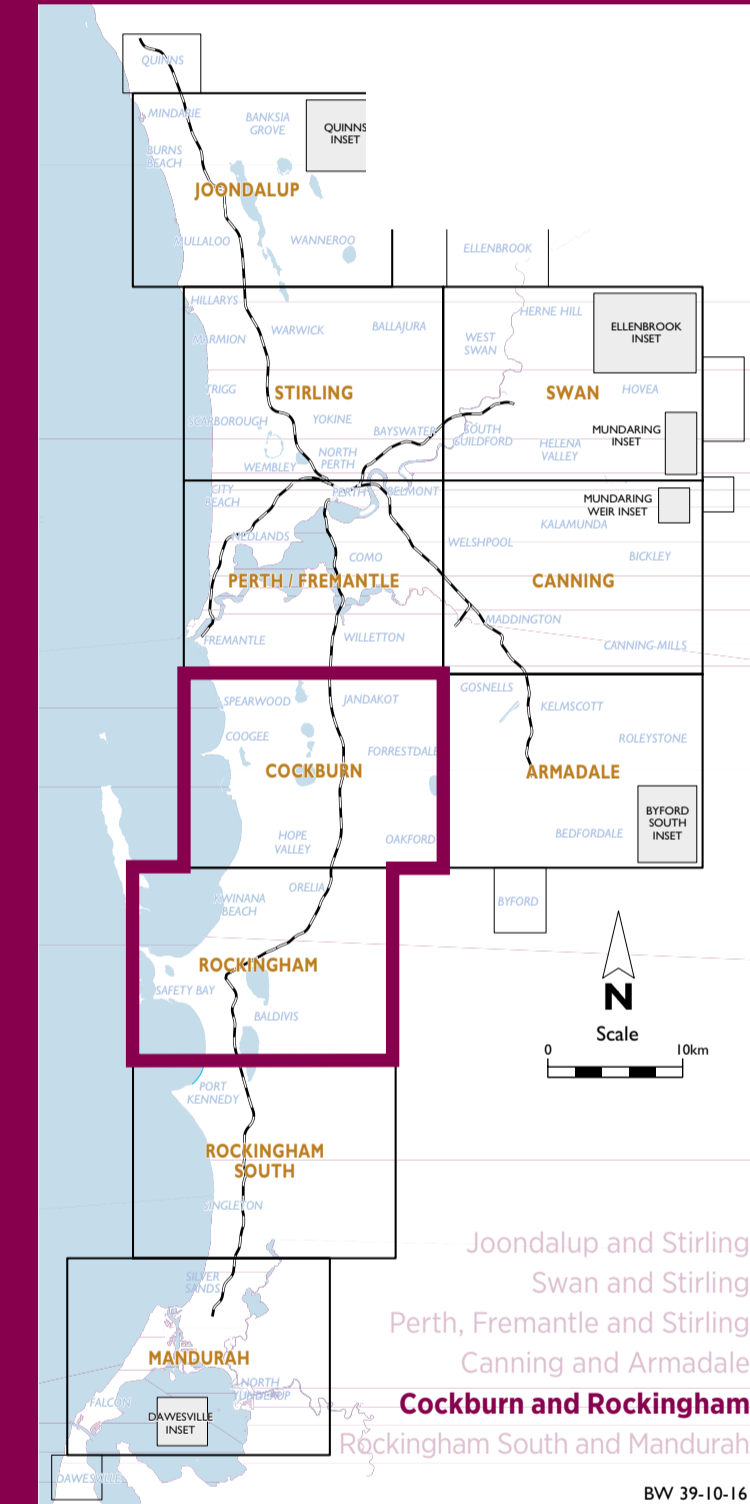 QUINNS
MINDARIE
BANKSIA
GROVE
QUINNS
INSET
BURNS
BEACH
JOONDALUP
MULLALOO
WANNEROO
ELLENBROOK
HILLARYS
HERNE HILL
ELLENBROOK
INSET
WARWICK
BALLAJURA
MARMION
WEST
SWAN
TRIGG
STIRLING
SWAN
HOVEA
SCARBOROUGH
YOKINE
BAYSWATER
SOUTH
GUILDFORD
MUNDARING
INSET
HELENA
VALLEY
NORTH
PERTH
WEMBLEY
CITY
BEACH
PERTH
BELMONT
MUNDARING
WEIR INSET
KALAMUNDA
NEDLANDS
WELSHPOOL
COMO
BICKLEY
PERTH / FREMANTLE
CANNING
MADDINGTON
FREMANTLE
WILLETTON
CANNING MILLS
SPEARWOOD
JANDAKOT
GOSNELLS
KELMSCOTT
COOGEE
FORRESTDALE
ROLEYSTONE
COCKBURN
ARMADALE
BYFORD
SOUTH
INSET
HOPE
VALLEY
OAKFORD
BEDFORDALE
ORELIA
KWINANA
BEACH
BYFORD
ROCKINGHAM
SAFETY BAY
BALDIVIS
N
Scale
0 10km
PORT
KENNEDY
ROCKINGHAM
SOUTH
SINGLETON
SILVER
SANDS
MANDURAH
NORTH
YUNDERUP
FALCON
DAWESVILLE
INSET
DAWESVILLE
Joondalup and Stirling
Swan and Stirling
Perth, Fremantle and Stirling
Canning and Armadale
Cockburn and Rockingham
Rockingham South and Mandurah
BW 39-10-16